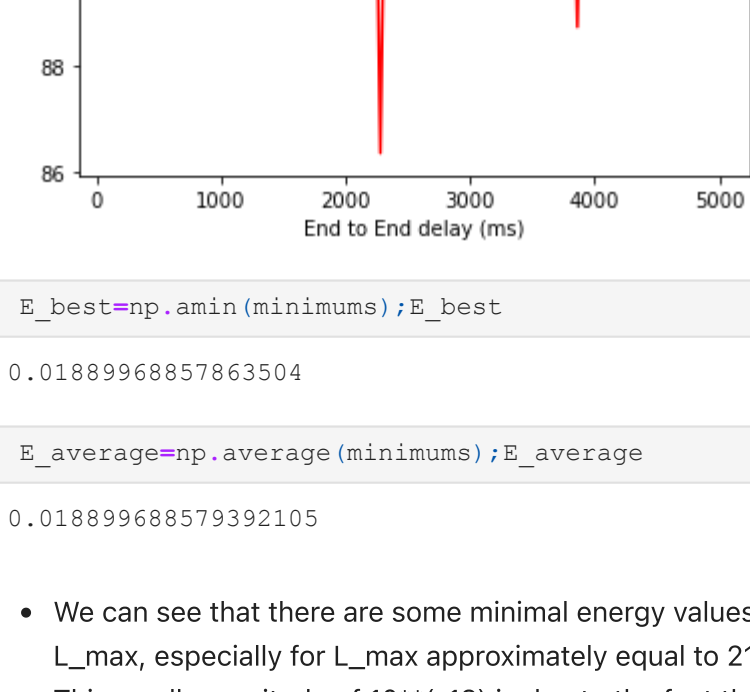 88
86
0 1000 2000 3000 4000 5000
End to End delay (ms)
E_best=np.amin(minimums);E_best
0.01889968857863504
E_average=np.average(minimums);E_average
0.018899688579392105
• We can see that there are some minimal energy values
L_max, especially for L_max approximately equal to 21